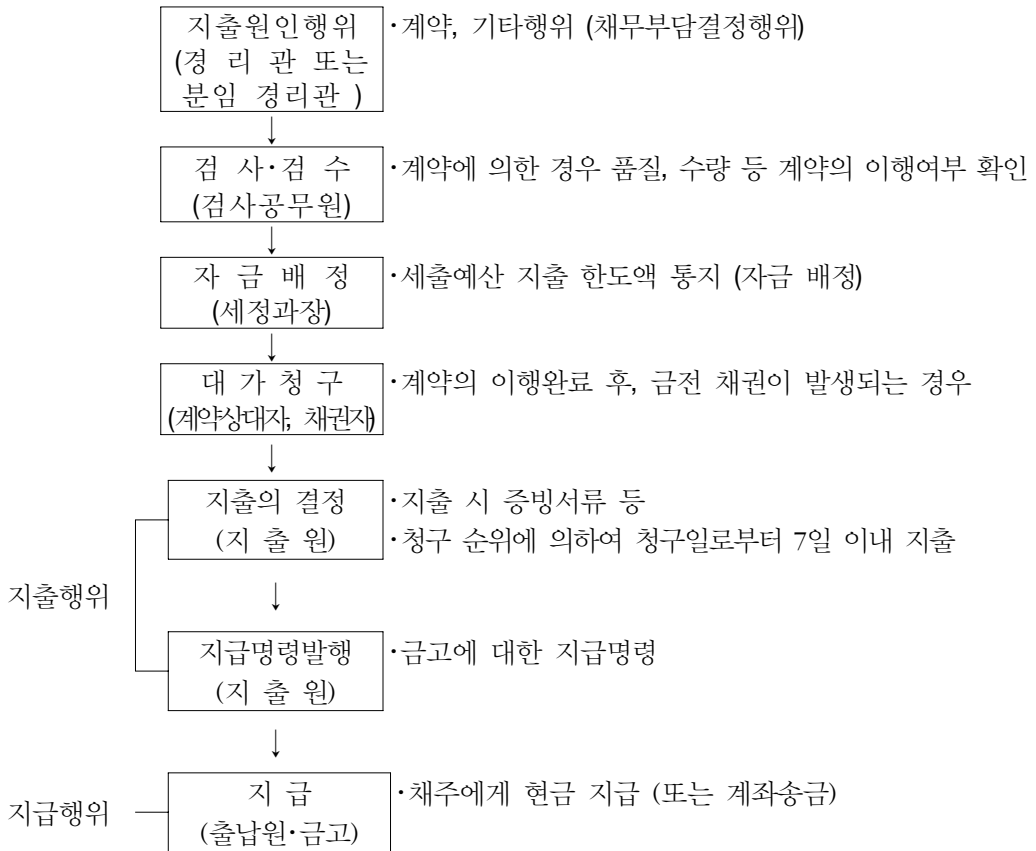 지출원인행위
(경 리 관 또는
분임 경리관 )
·계약, 기타행위 (채무부담결정행위)
검 사·검 수
(검사공무원)
·계약에 의한 경우 품질, 수량 등 계약의 이행여부 확인
자 금 배 정
(세정과장)
·세출예산 지출 한도액 통지 (자금 배정)
대 가 청 구
(계약상대자, 채권자)
·계약의 이행완료 후, 금전 채권이 발생되는 경우
지출행위
지출의 결정
(지 출 원)
·지출 시 증빙서류 등
·청구 순위에 의하여 청구일로부터 7일 이내 지출
지급명령발행
(지 출 원)
·금고에 대한 지급명령
지급행위
지 급
(출납원·금고)
·채주에게 현금 지급 (또는 계좌송금)